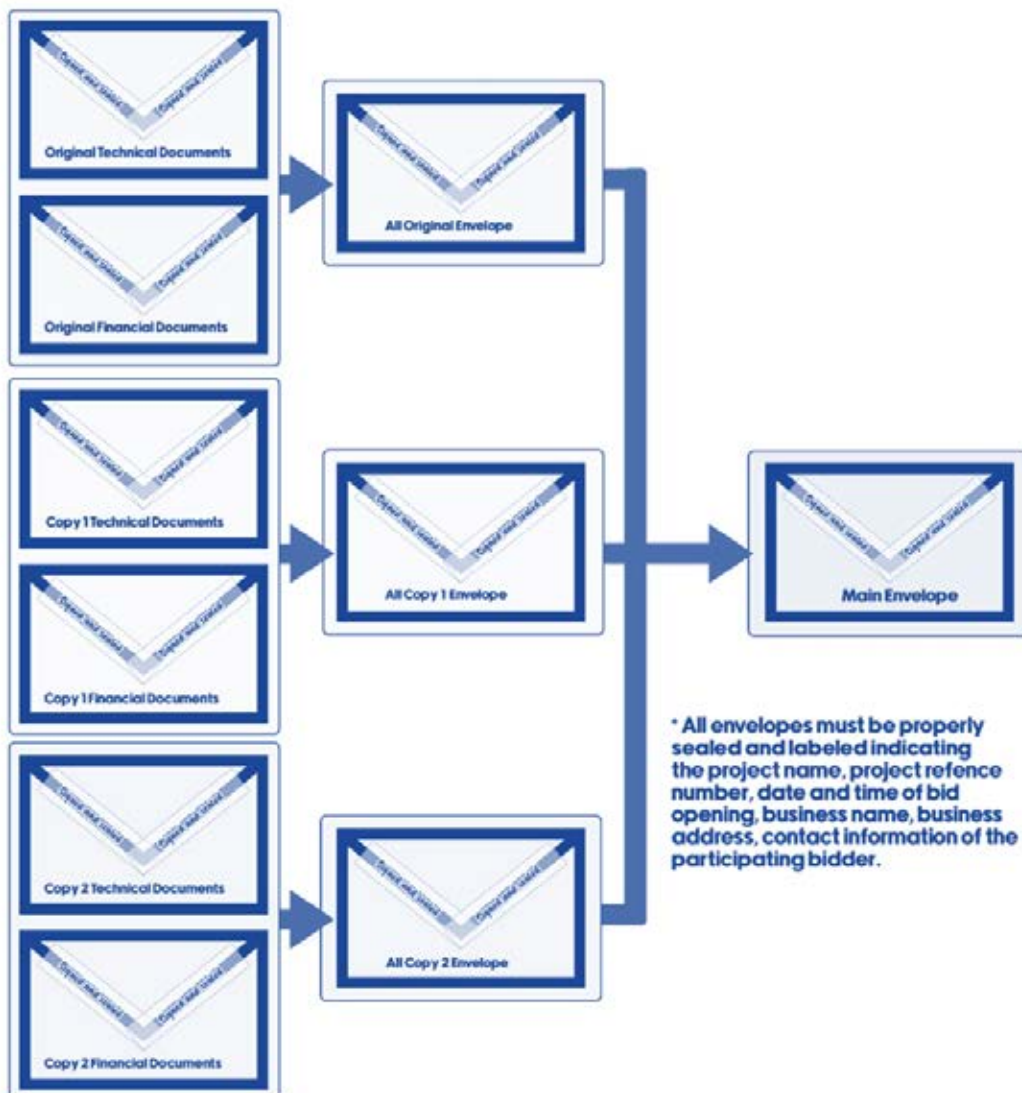 Original Technical Documents
Original Financial Documents
All Original Envelope
Copy 1 Technical Documents
Copy 1 Financial Documents
All Copy 1 Envelope
Copy 2 Technical Documents
Copy 2 Financial Documents
All Copy 2 Envelope
Main Envelope
* All envelopes must be properly
sealed and labeled indicating
the project name, project refence
number, date and time of bid
opening, business name, business
address, contact information of the
participating bidder.